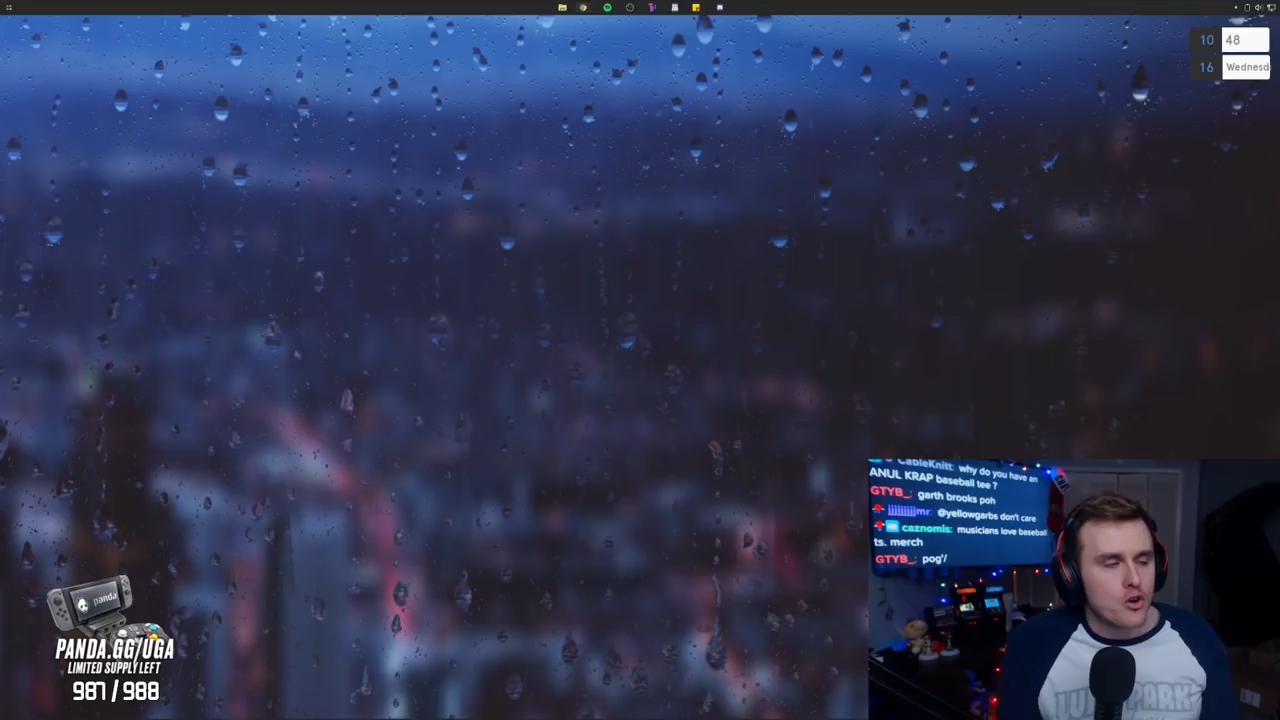 10 48
16 Wednesd
CableKnitt: why do you have an
ANUL KRAP baseball tee ?
GTYB_: garth brooks poh
@yellowgarbs don't care
caznomis: musicians love baseball
ts. merch
GTYB_: pog'/
panda
PANDA.GG/UGA
LIMITED SUPPLY LEFT
987 / 988
PARK